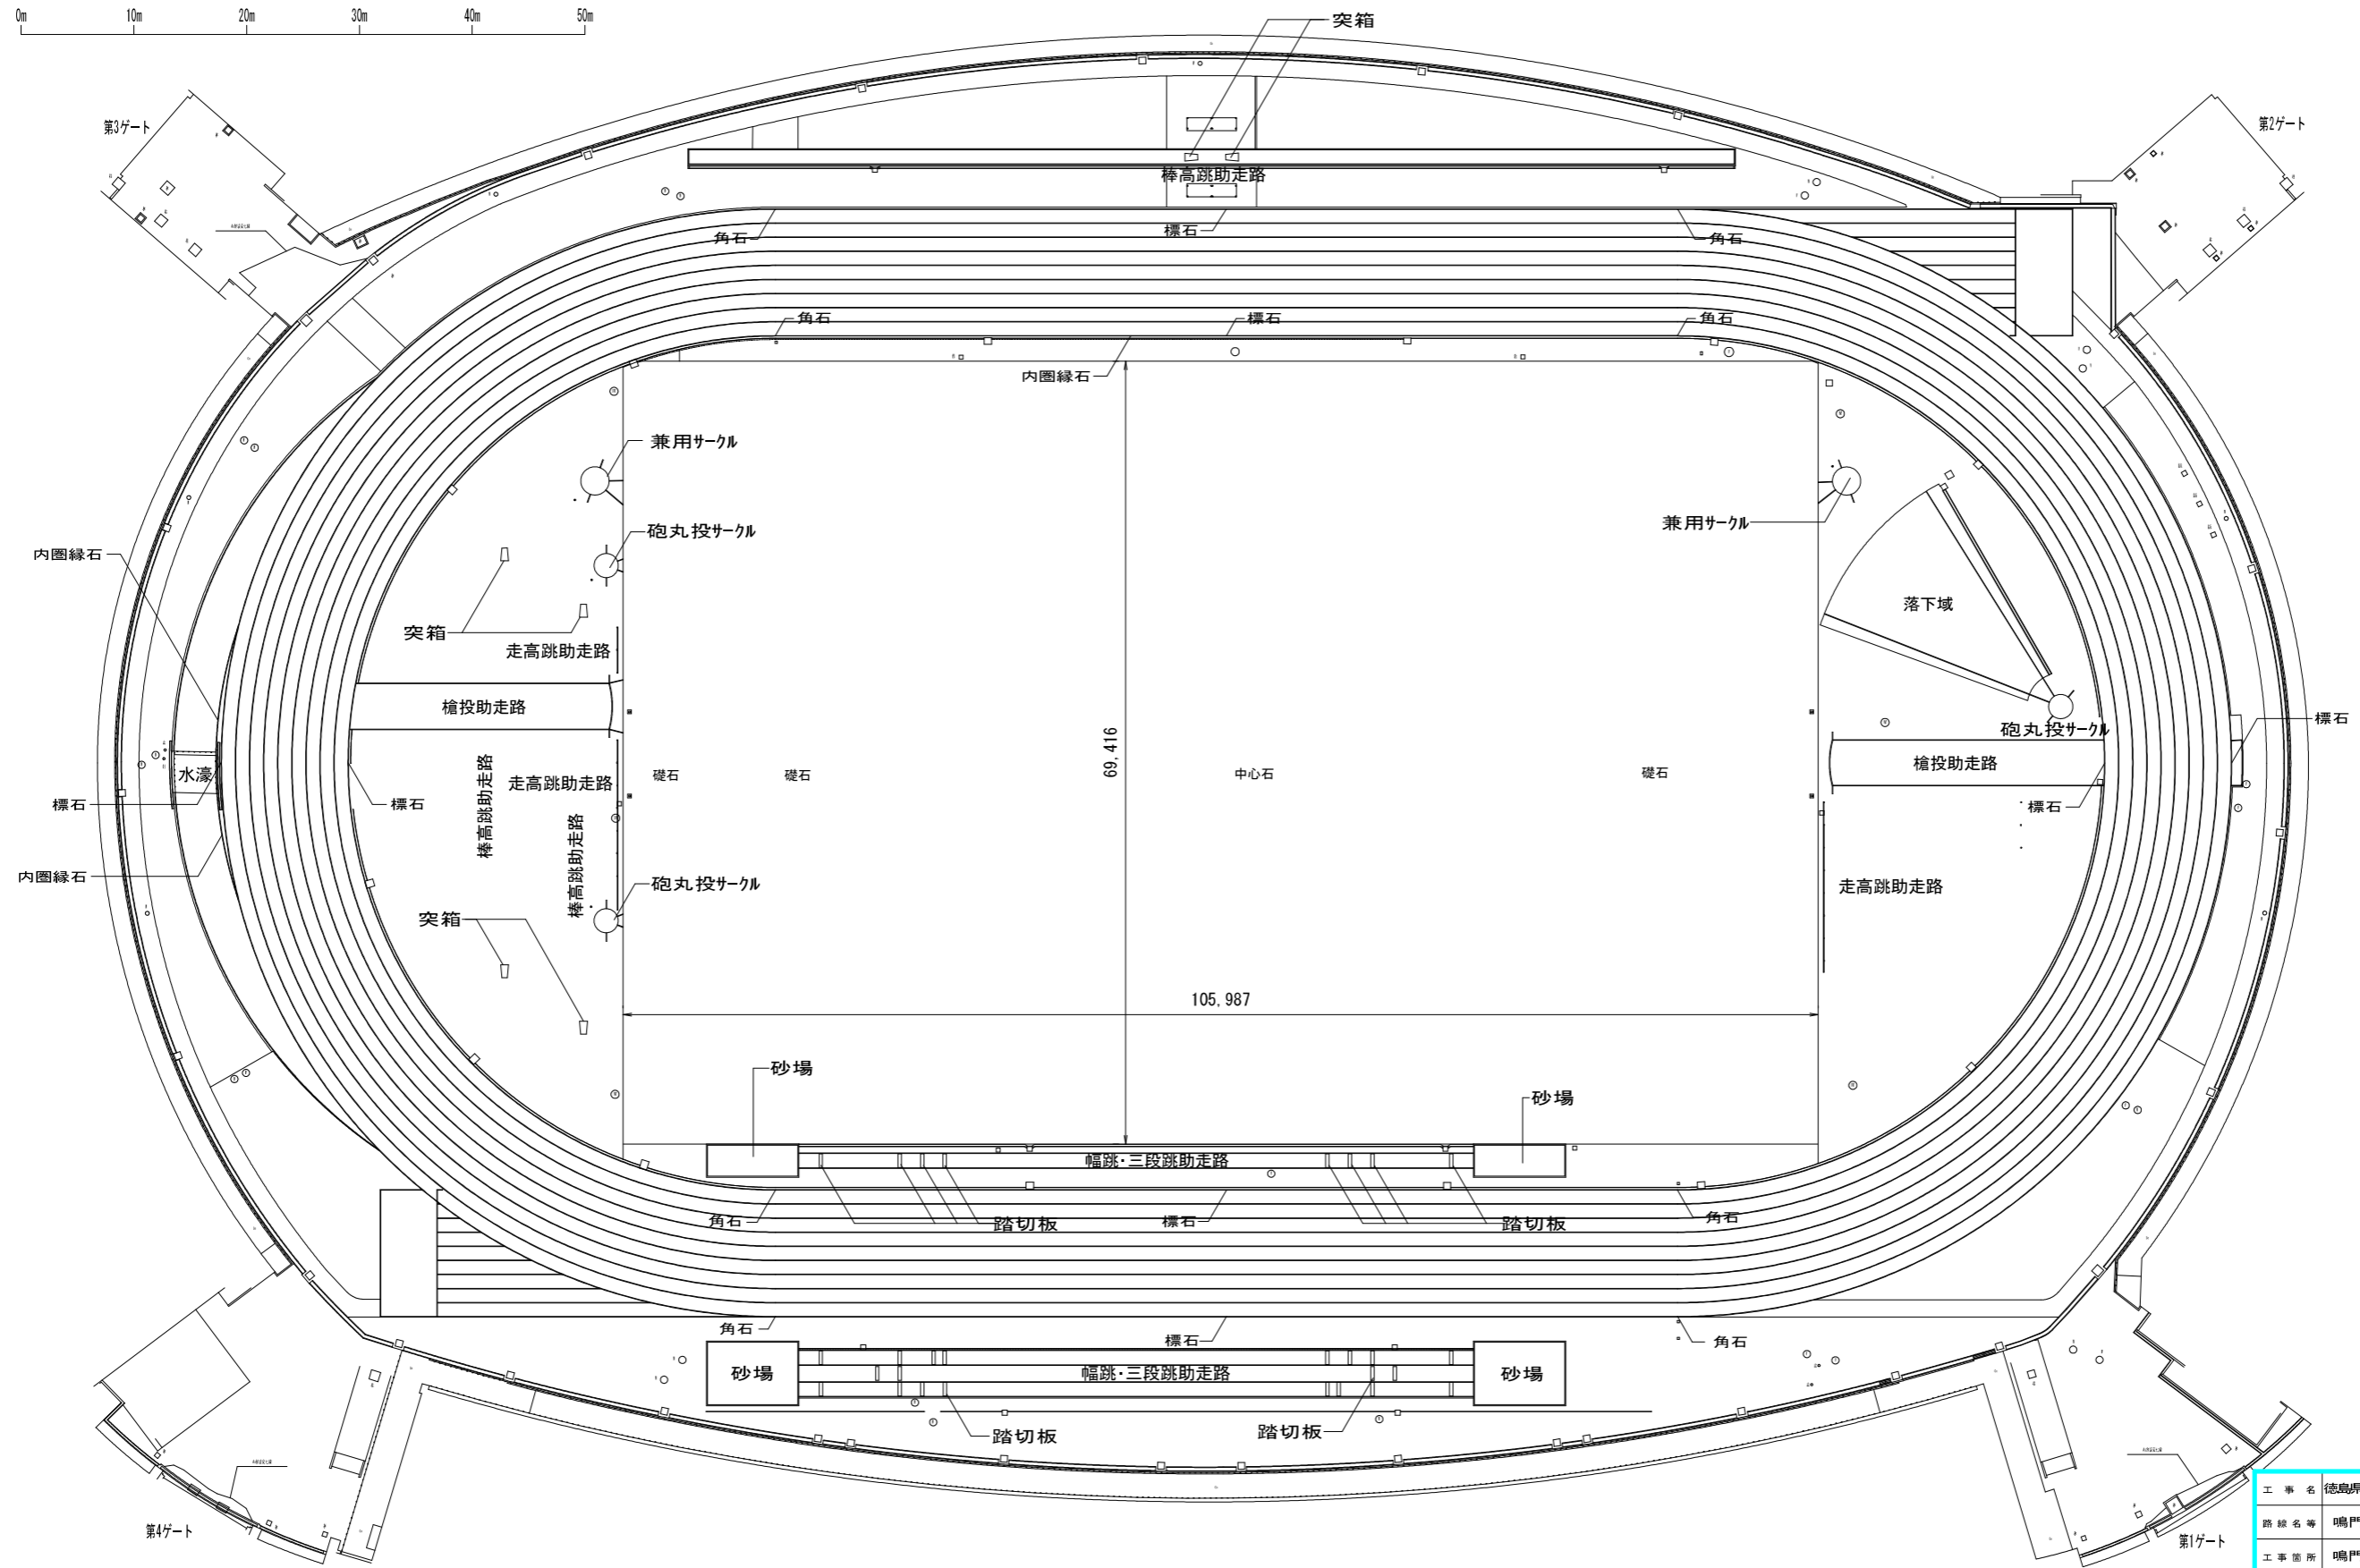 0m 10m 20m 30m 40m 50m
突箱
第3ゲート
第2ゲート
棒高跳助走路
角石
標石
角石
角石
標石
角石
内圏縁石
兼用サークル
兼用サークル
砲丸投サークル
内圏縁石
突箱
走高跳助走路
落下域
槍投助走路
69,416
砲丸投サークル
標石
水濠
棒高跳助走路
走高跳助走路
礎石
礎石
中心石
礎石
槍投助走路
標石
標石
標石
棒高跳助走路
内圏縁石
砲丸投サークル
走高跳助走路
突箱
105,987
砂場
砂場
幅跳・三段跳助走路
角石
踏切板
標石
踏切板
角石
角石
標石
角石
砂場
幅跳・三段跳助走路
砂場
踏切板
踏切板
第4ゲート
第1ゲート
工事名 徳島県
路線名等 鳴門
工事箇所 鳴門